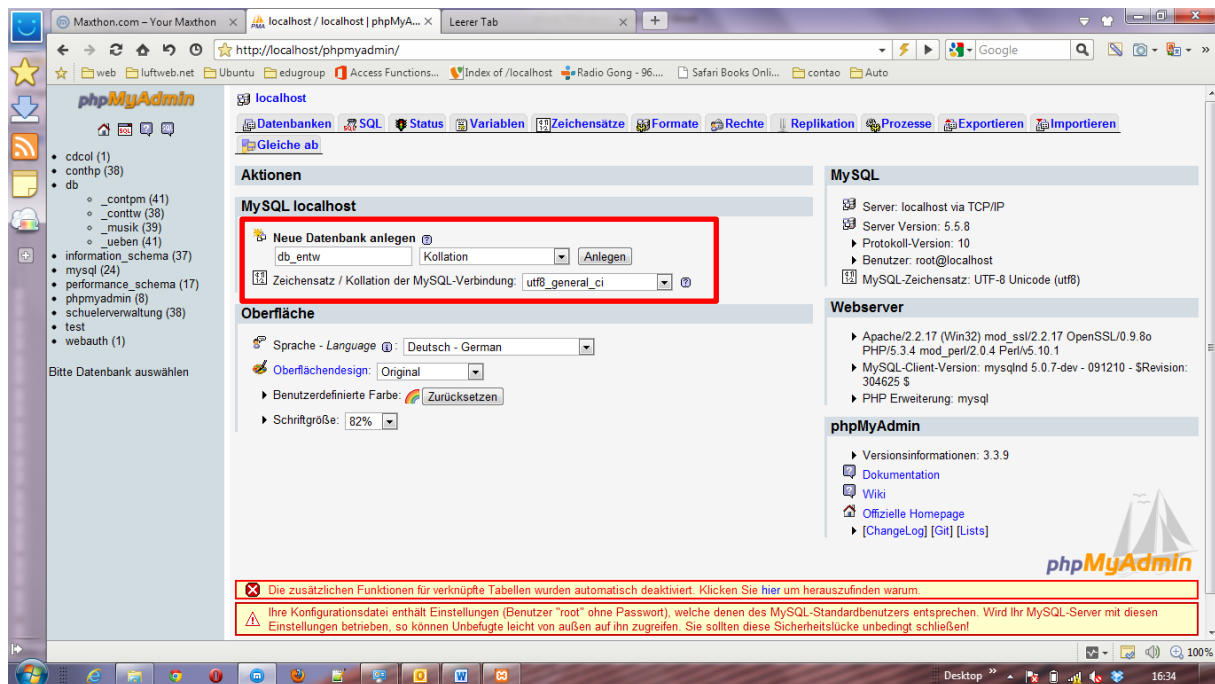 Maxthon.com – Your Maxthon
localhost / localhost | phpMyA...
Leerer Tab
http://localhost/phpmyadmin/
Google
web luftweb.net Ubuntu edugroup Access Functions... Index of /localhost Radio Gong - 96.... Safari Books Onli... contao Auto
phpMyAdmin
cdcol (1)
conthp (38)
db
_contpm (41)
_conttw (38)
_musik (39)
_ueben (41)
information_schema (37)
mysql (24)
performance_schema (17)
phpmyadmin (8)
schuelerverwaltung (38)
test
webauth (1)
Bitte Datenbank auswählen
localhost
Datenbanken SQL Status Variablen Zeichensätze Formate Rechte Replikation Prozesse Exportieren Importieren
Gleiche ab
Aktionen
MySQL localhost
Neue Datenbank anlegen
db_entw Kollation Anlegen
Zeichensatz / Kollation der MySQL-Verbindung: utf8_general_ci
Oberfläche
Sprache - Language : Deutsch - German
Oberflächendesign: Original
Benutzerdefinierte Farbe: Zurücksetzen
Schriftgröße: 82%
MySQL
Server: localhost via TCP/IP
Server Version: 5.5.8
Protokoll-Version: 10
Benutzer: root@localhost
MySQL-Zeichensatz: UTF-8 Unicode (utf8)
Webserver
Apache/2.2.17 (Win32) mod_ssl/2.2.17 OpenSSL/0.9.8o
PHP/5.3.4 mod_perl/2.0.4 Perl/v5.10.1
MySQL-Client-Version: mysqlnd 5.0.7-dev - 091210 - $Revision:
304625 $
PHP Erweiterung: mysql
phpMyAdmin
Versionsinformationen: 3.3.9
Dokumentation
Wiki
Offizielle Homepage
[ChangeLog] [Git] [Lists]
phpMyAdmin
Die zusätzlichen Funktionen für verknüpfte Tabellen wurden automatisch deaktiviert. Klicken Sie hier um herauszufinden warum.
Ihre Konfigurationsdatei enthält Einstellungen (Benutzer "root" ohne Passwort), welche denen des MySQL-Standardbenutzers entsprechen. Wird Ihr MySQL-Server mit diesen
Einstellungen betrieben, so können Unbefugte leicht von außen auf ihn zugreifen. Sie sollten diese Sicherheitslücke unbedingt schließen!
100%
Desktop 16:34